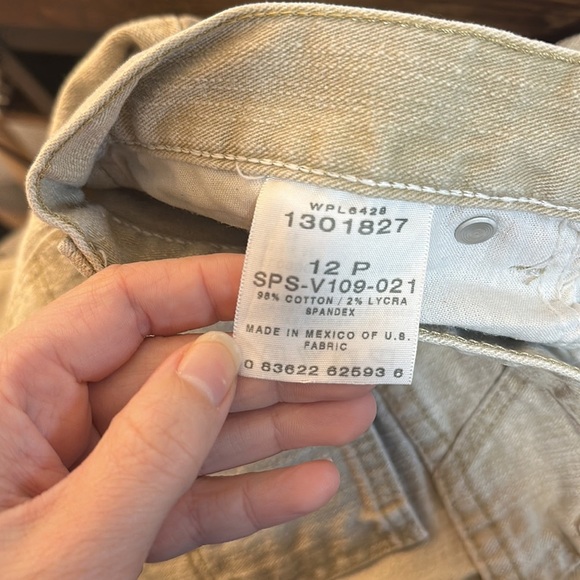 WPL6428
1301827
12 P
SPS-V109-021
98% COTTON / 2% LYCRA
SPANDEX
MADE IN MEXICO OF U.S.
FABRIC
0 83622 62593 6